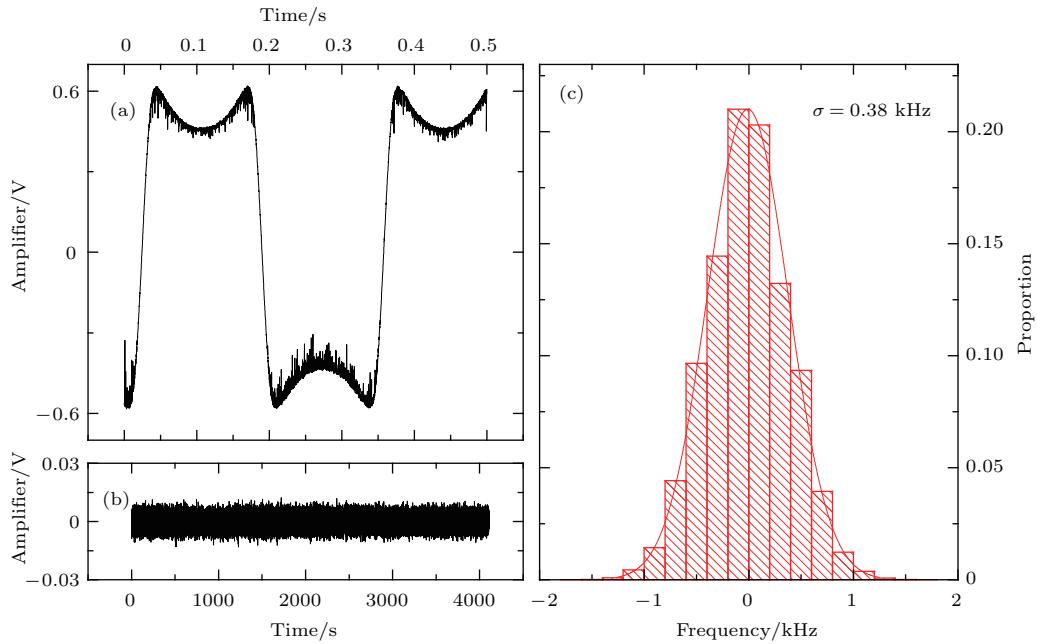 Time/s
0 0.1 0.2 0.3 0.4 0.5
(a)
0.6
0
−0.6
Amplifier/V
(b)
0.03
0
−0.03
Amplifier/V
0 1000 2000 3000 4000
Time/s
(c)
σ = 0.38 kHz
0.20
0.15
0.10
0.05
0
Proportion
−2 −1 0 1 2
Frequency/kHz